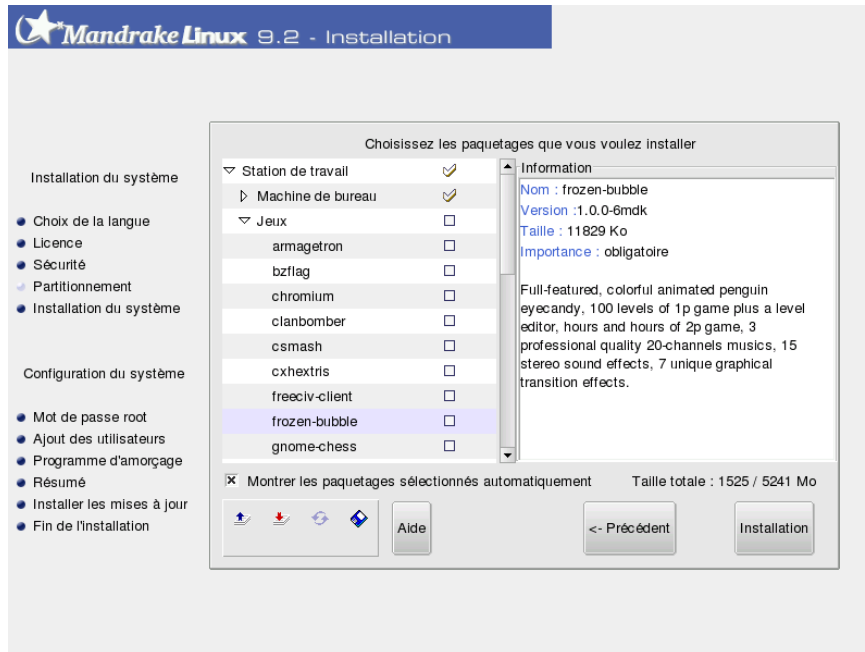 MandrakeLinux 9.2 - Installation
Installation du système
Choix de la langue
Licence
Sécurité
Partitionnement
Installation du système
Configuration du système
Mot de passe root
Ajout des utilisateurs
Programme d'amorçage
Résumé
Installer les mises à jour
Fin de l'installation
Choisissez les paquetages que vous voulez installer
Station de travail
Machine de bureau
Jeux
armagetron
bzflag
chromium
clanbomber
csmash
cxhextris
freeciv-client
frozen-bubble
gnome-chess
Information
Nom : frozen-bubble
Version :1.0.0-6mdk
Taille : 11829 Ko
Importance : obligatoire
Full-featured, colorful animated penguin
eyecandy, 100 levels of 1p game plus a level
editor, hours and hours of 2p game, 3
professional quality 20-channels musics, 15
stereo sound effects, 7 unique graphical
transition effects.
Montrer les paquetages sélectionnés automatiquement
Taille totale : 1525 / 5241 Mo
Aide
<- Précédent
Installation